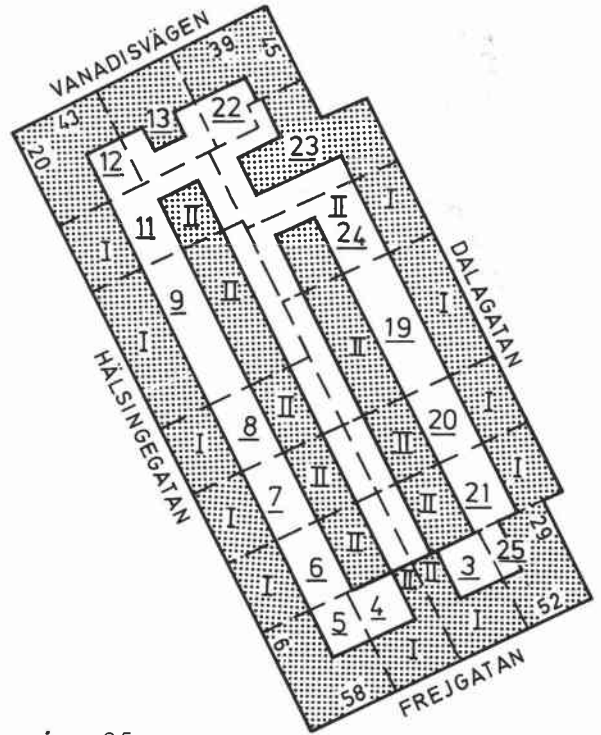 VANADISVÄGEN
39
45
43
20
13
22
12
23
11
II
II
I
24
I
9
II
DALAGATAN
I
19
I
II
HÄLSINGEGATAN
II
I
8
20
I
II
7
II
21
I
I
II
II
6
29
I
II
II
3
25
5
4
6
I
I
52
58
FREJGATAN